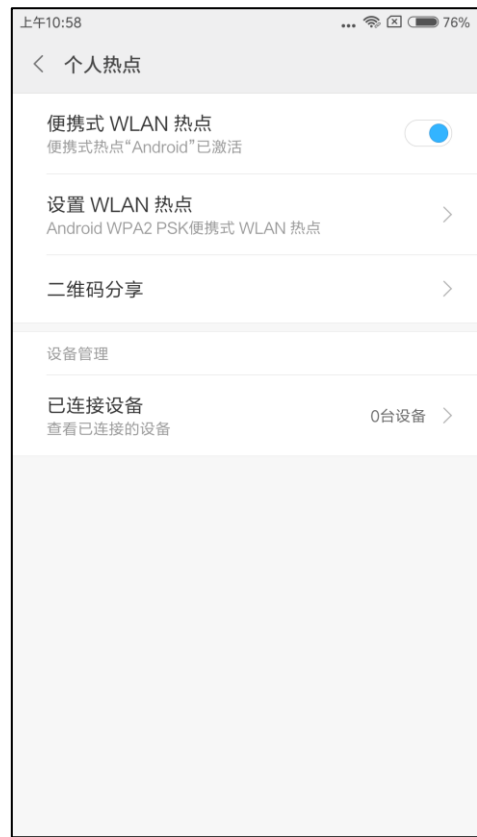 上午10:58
... 76%
个人热点
便携式 WLAN 热点
便携式热点“Android”已激活
设置 WLAN 热点
Android WPA2 PSK便携式 WLAN 热点
二维码分享
设备管理
已连接设备
0台设备
查看已连接的设备